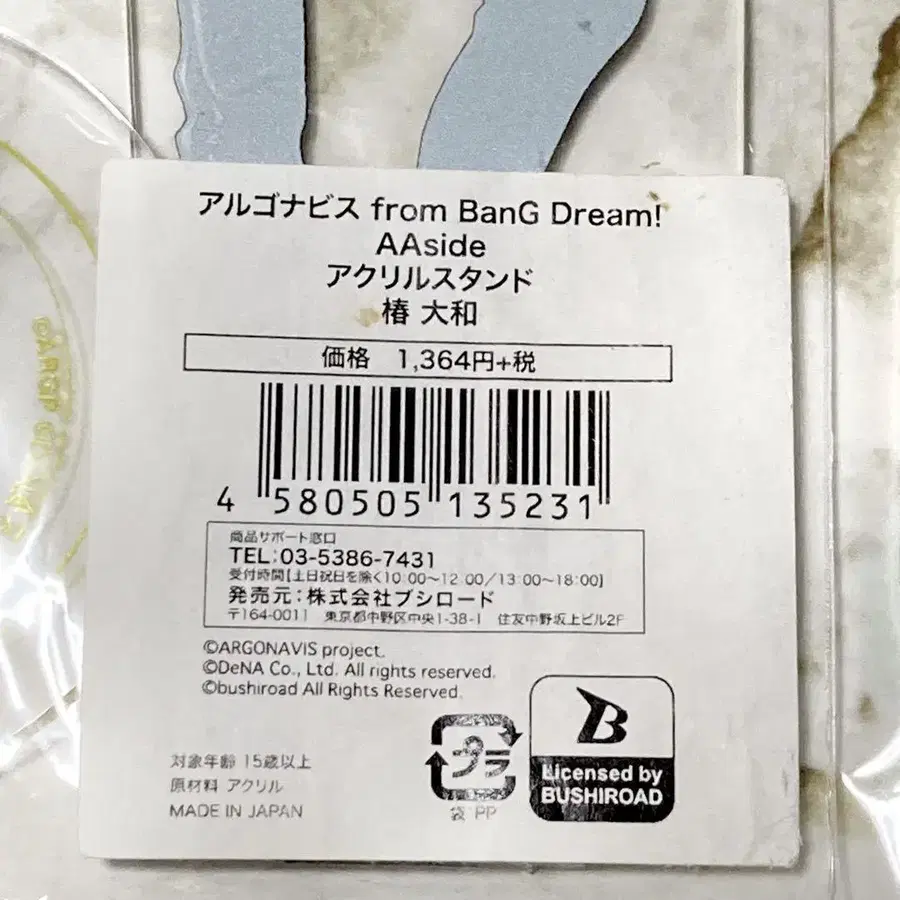 アルゴナビス from BanG Dream!
AAside
アクリルスタンド
椿 大和
価格 1,364円+税
4 580505 135231
商品サポート窓口
TEL:03-5386-7431
受付時間【土日祝日を除く10:00〜12:00/13:00〜18:00】
発売元:株式会社ブシロード
〒164-0011 東京都中野区中央1-38-1 住友中野坂上ビル2F
©ARGONAVIS project.
©DeNA Co., Ltd. All rights reserved.
©bushiroad All Rights Reserved.
対象年齢 15歳以上
原材料 アクリル
MADE IN JAPAN
プラ
袋:PP
B
Licensed by
BUSHIROAD